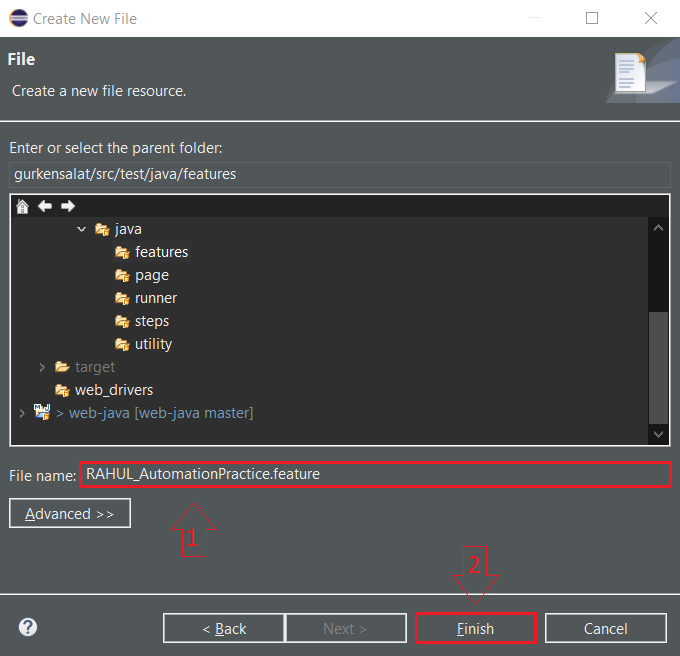 Create New File
File
Create a new file resource.
Enter or select the parent folder:
gurkensalat/src/test/java/features
java
features
page
runner
steps
utility
target
web_drivers
> web-java [web-java master]
File name: RAHUL_AutomationPractice.feature
Advanced >>
1
2
< Back Next > Finish Cancel